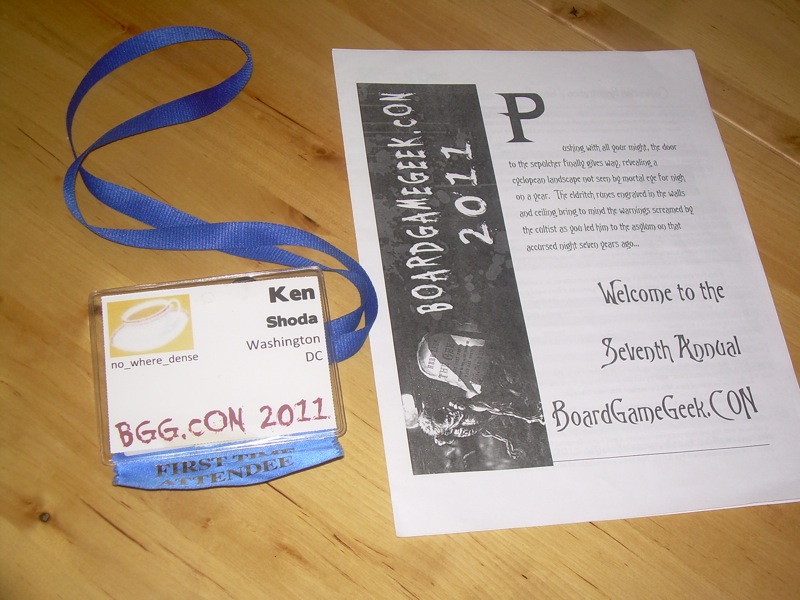 Ken
Shoda
Washington
DC
no_where_dense
BGG.CON 2011
FIRST TIME
ATTENDEE
BOARDGAMEGEEK.CON
2011
Pushing with all your might, the door
to the sepulcher finally gives way, revealing a
cyclopean landscape not seen by mortal eye for nigh
on a year. The eldritch runes engraved in the walls
and ceiling bring to mind the warnings screamed by
the cultist as you led him to the asylum on that
accursed night seven years ago...
Welcome to the
Seventh Annual
BoardGameGeek.CON